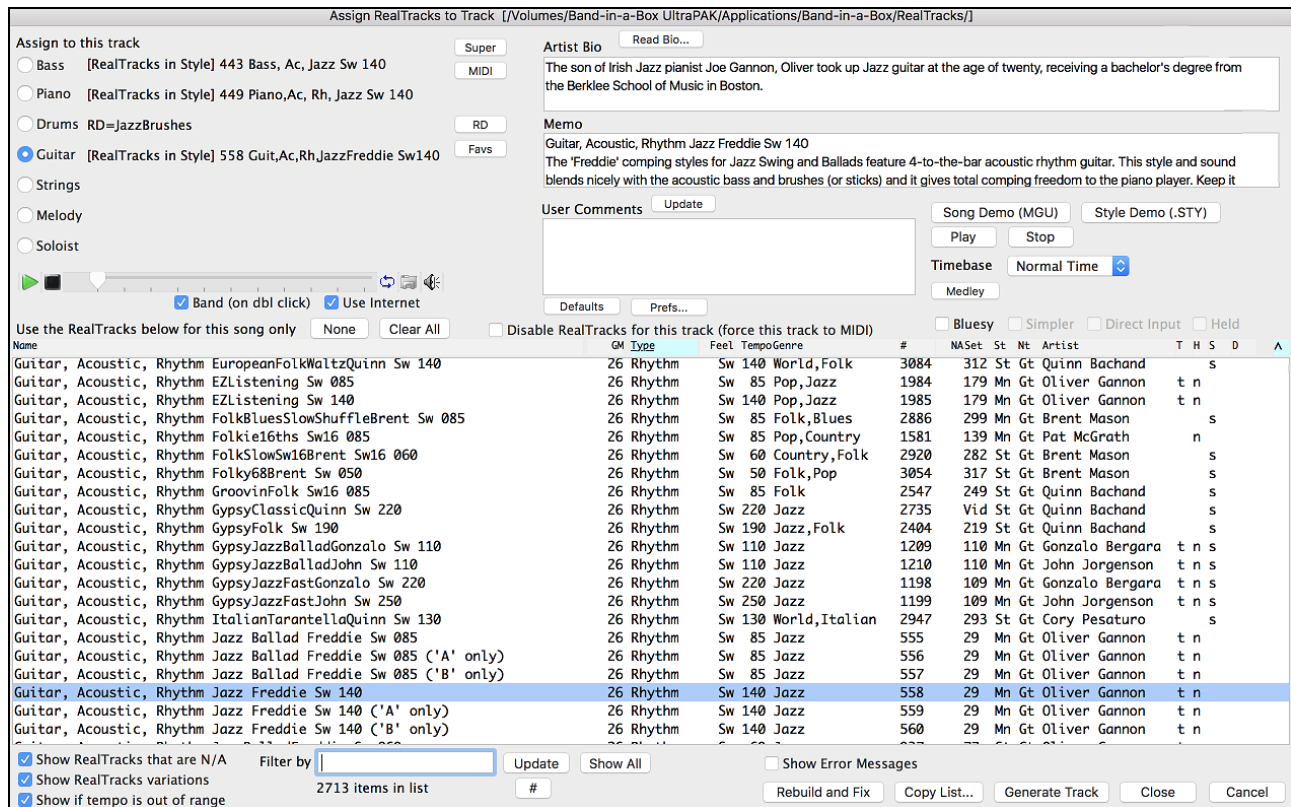 Assign RealTracks to Track [/Volumes/Band-in-a-Box UltraPAK/Applications/Band-in-a-Box/RealTracks/]
Assign to this track
Super
Bass [RealTracks in Style] 443 Bass, Ac, Jazz Sw 140
MIDI
Piano [RealTracks in Style] 449 Piano,Ac, Rh, Jazz Sw 140
Drums RD=JazzBrushes
RD
Guitar [RealTracks in Style] 558 Guit,Ac,Rh,JazzFreddie Sw140
Favs
Strings
Melody
Soloist
Band (on dbl click) Use Internet
Artist Bio Read Bio...
The son of Irish Jazz pianist Joe Gannon, Oliver took up Jazz guitar at the age of twenty, receiving a bachelor's degree from
the Berklee School of Music in Boston.
Memo
Guitar, Acoustic, Rhythm Jazz Freddie Sw 140
The 'Freddie' comping styles for Jazz Swing and Ballads feature 4-to-the-bar acoustic rhythm guitar. This style and sound
blends nicely with the acoustic bass and brushes (or sticks) and it gives total comping freedom to the piano player. Keep it
User Comments Update
Song Demo (MGU) Style Demo (.STY)
Play Stop
Timebase Normal Time
Medley
Defaults Prefs...
Use the RealTracks below for this song only None Clear All Disable RealTracks for this track (force this track to MIDI) Bluesy Simpler Direct Input Held
Name GM Type Feel Tempo Genre # NA Set St Nt Artist T H S D ^
Guitar, Acoustic, Rhythm EuropeanFolkWaltzQuinn Sw 140 26 Rhythm Sw 140 World,Folk 3084 312 St Gt Quinn Bachand s
Guitar, Acoustic, Rhythm EZListening Sw 085 26 Rhythm Sw 85 Pop,Jazz 1984 179 Mn Gt Oliver Gannon t n
Guitar, Acoustic, Rhythm EZListening Sw 140 26 Rhythm Sw 140 Pop,Jazz 1985 179 Mn Gt Oliver Gannon t n
Guitar, Acoustic, Rhythm FolkBluesSlowShuffleBrent Sw 085 26 Rhythm Sw 85 Folk,Blues 2886 299 Mn Gt Brent Mason s
Guitar, Acoustic, Rhythm Folkie16ths Sw16 085 26 Rhythm Sw 85 Pop,Country 1581 139 Mn Gt Pat McGrath n
Guitar, Acoustic, Rhythm FolkSlowSw16Brent Sw16 060 26 Rhythm Sw 60 Country,Folk 2920 282 St Gt Brent Mason s
Guitar, Acoustic, Rhythm Folky68Brent Sw 050 26 Rhythm Sw 50 Folk,Pop 3054 317 St Gt Brent Mason s
Guitar, Acoustic, Rhythm GroovinFolk Sw16 085 26 Rhythm Sw 85 Folk 2547 249 St Gt Quinn Bachand s
Guitar, Acoustic, Rhythm GypsyClassicQuinn Sw 220 26 Rhythm Sw 220 Jazz 2735 Vid St Gt Quinn Bachand s
Guitar, Acoustic, Rhythm GypsyFolk Sw 190 26 Rhythm Sw 190 Jazz,Folk 2404 219 St Gt Quinn Bachand s
Guitar, Acoustic, Rhythm GypsyJazzBalladGonzalo Sw 110 26 Rhythm Sw 110 Jazz 1209 110 Mn Gt Gonzalo Bergara t n s
Guitar, Acoustic, Rhythm GypsyJazzBalladJohn Sw 110 26 Rhythm Sw 110 Jazz 1210 110 Mn Gt John Jorgenson t n s
Guitar, Acoustic, Rhythm GypsyJazzFastGonzalo Sw 220 26 Rhythm Sw 220 Jazz 1198 109 Mn Gt Gonzalo Bergara t n s
Guitar, Acoustic, Rhythm GypsyJazzFastJohn Sw 250 26 Rhythm Sw 250 Jazz 1199 109 Mn Gt John Jorgenson t n s
Guitar, Acoustic, Rhythm ItalianTarantellaQuinn Sw 130 26 Rhythm Sw 130 World,Italian 2947 293 St Gt Cory Pesaturo s
Guitar, Acoustic, Rhythm Jazz Ballad Freddie Sw 085 26 Rhythm Sw 85 Jazz 555 29 Mn Gt Oliver Gannon t n
Guitar, Acoustic, Rhythm Jazz Ballad Freddie Sw 085 ('A' only) 26 Rhythm Sw 85 Jazz 556 29 Mn Gt Oliver Gannon t n
Guitar, Acoustic, Rhythm Jazz Ballad Freddie Sw 085 ('B' only) 26 Rhythm Sw 85 Jazz 557 29 Mn Gt Oliver Gannon t n
Guitar, Acoustic, Rhythm Jazz Freddie Sw 140 26 Rhythm Sw 140 Jazz 558 29 Mn Gt Oliver Gannon t n
Guitar, Acoustic, Rhythm Jazz Freddie Sw 140 ('A' only) 26 Rhythm Sw 140 Jazz 559 29 Mn Gt Oliver Gannon t n
Guitar, Acoustic, Rhythm Jazz Freddie Sw 140 ('B' only) 26 Rhythm Sw 140 Jazz 560 29 Mn Gt Oliver Gannon t n
Show RealTracks that are N/A Filter by Update Show All Show Error Messages
Show RealTracks variations 2713 items in list # Rebuild and Fix Copy List... Generate Track Close Cancel
Show if tempo is out of range